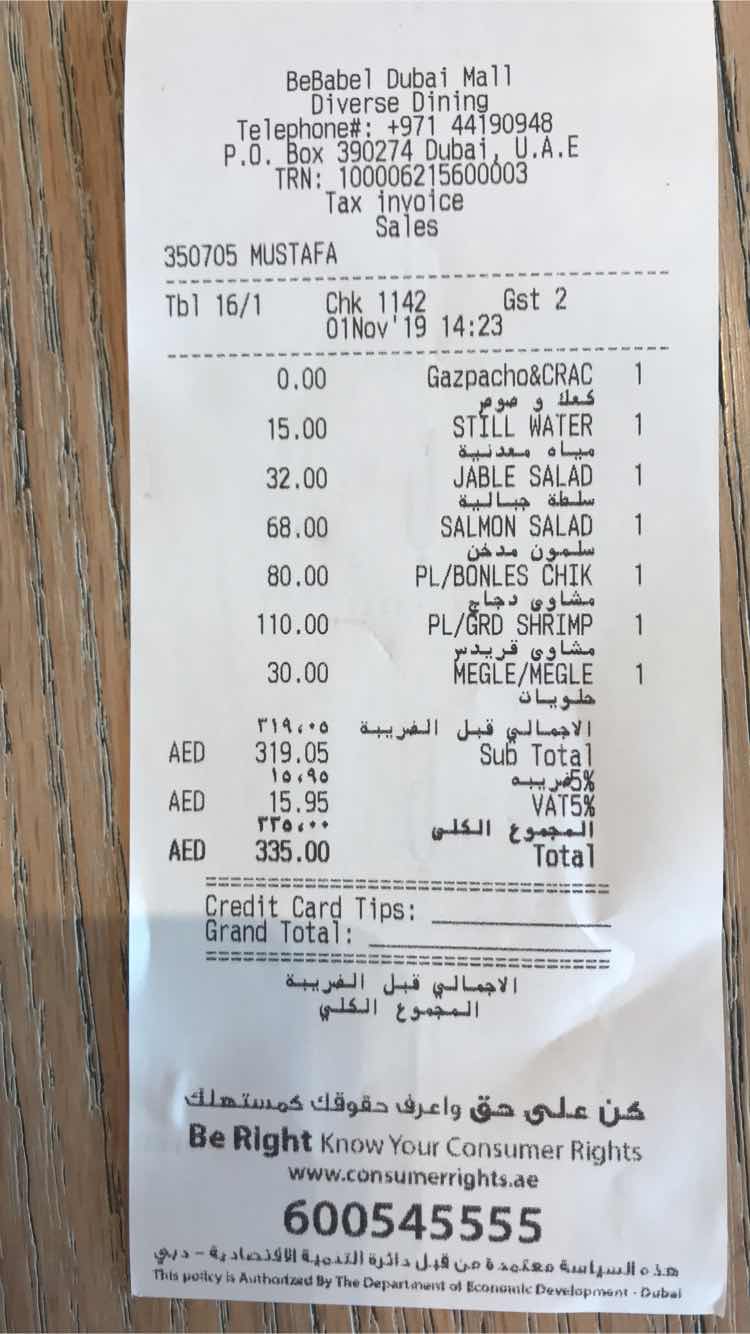 BeBabel Dubai Mall
Diverse Dining
Telephone#: +971 44190948
P.O. Box 390274 Dubai, U.A.E
TRN: 100006215600003
Tax invoice
Sales
350705 MUSTAFA
Tbl 16/1 Chk 1142 Gst 2
01Nov'19 14:23
0.00 Gazpacho&CRAC 1
كعك و صوص
15.00 STILL WATER 1
مياه معدنية
32.00 JABLE SALAD 1
سلطة جبالية
68.00 SALMON SALAD 1
سلمون مدخن
80.00 PL/BONLES CHIK 1
مشاوي دجاج
110.00 PL/GRD SHRIMP 1
مشاوي قريدس
30.00 MEGLE/MEGLE 1
حلويات
الاجمالي قبل الضريبة ٣١٩،٠٥
AED 319.05 Sub Total
5%ضريبه ١٥،٩٥
AED 15.95 VAT5%
المجموع الكلي ٣٣٥،٠٠
AED 335.00 Total
Credit Card Tips:
Grand Total:
الاجمالي قبل الضريبة
المجموع الكلي
كن على حق واعرف حقوقك كمستهلك
Be Right Know Your Consumer Rights
www.consumerrights.ae
600545555
هذه السياسة معتمدة من قبل دائرة التنمية الاقتصادية - دبي
This policy is Authorized By The Department of Economic Development - Dubai